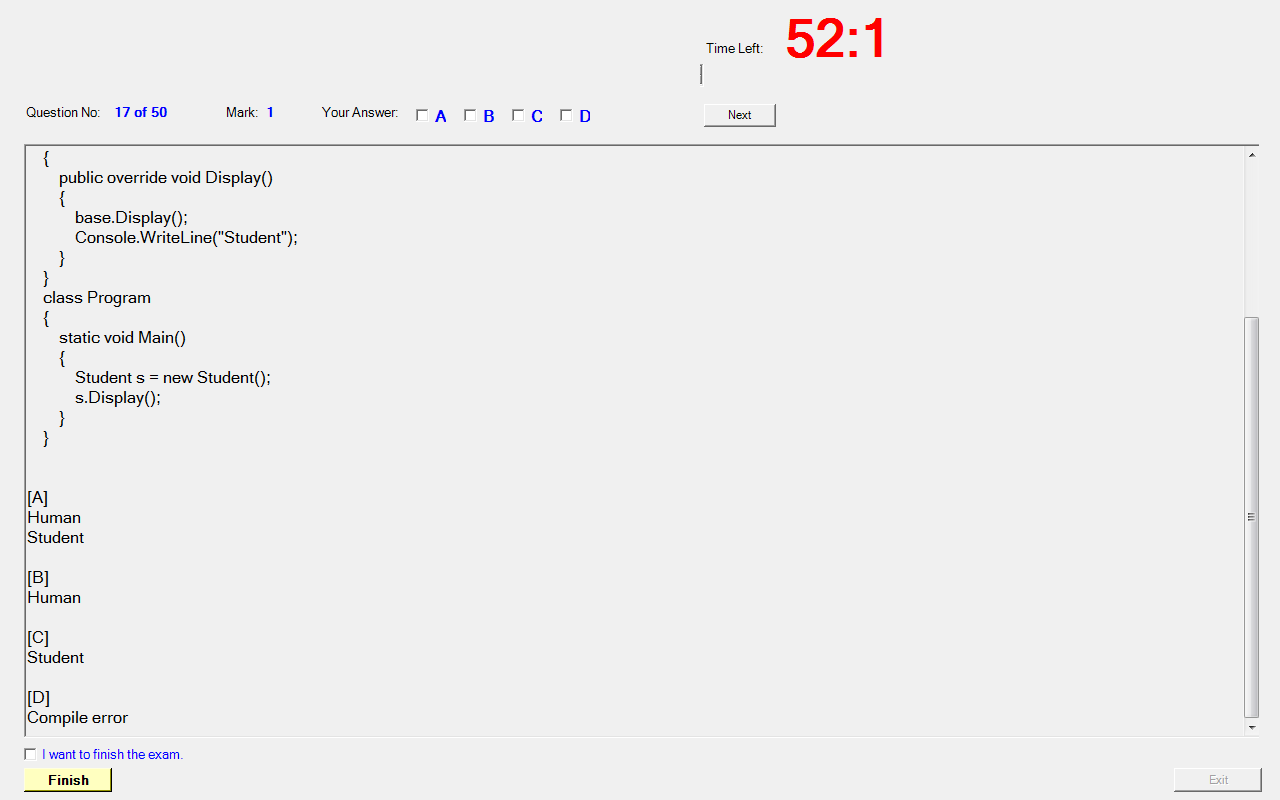 Time Left: 52:1
Question No: 17 of 50 Mark: 1 Your Answer: A B C D Next
{
public override void Display()
{
base.Display();
Console.WriteLine("Student");
}
}
class Program
{
static void Main()
{
Student s = new Student();
s.Display();
}
}
[A]
Human
Student
[B]
Human
[C]
Student
[D]
Compile error
I want to finish the exam.
Finish Exit